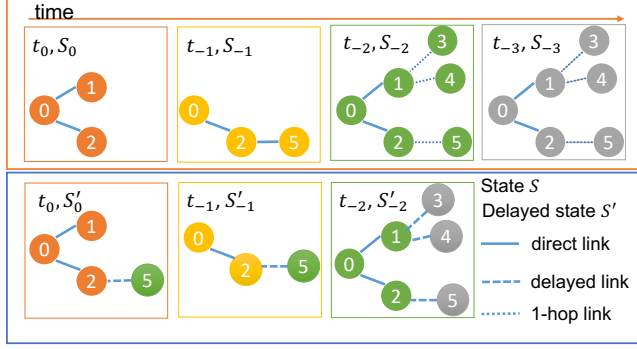 time
t₀, S₀
t₋₁, S₋₁
t₋₂, S₋₂
t₋₃, S₋₃
0 1 2
0 2 5
0 1 2 3 4 5
0 1 2 3 4 5
t₀, S′₀
t₋₁, S′₋₁
t₋₂, S′₋₂
0 1 2 5
0 2 5
0 1 2 3 4 5
State S
Delayed state S′
direct link
delayed link
1-hop link